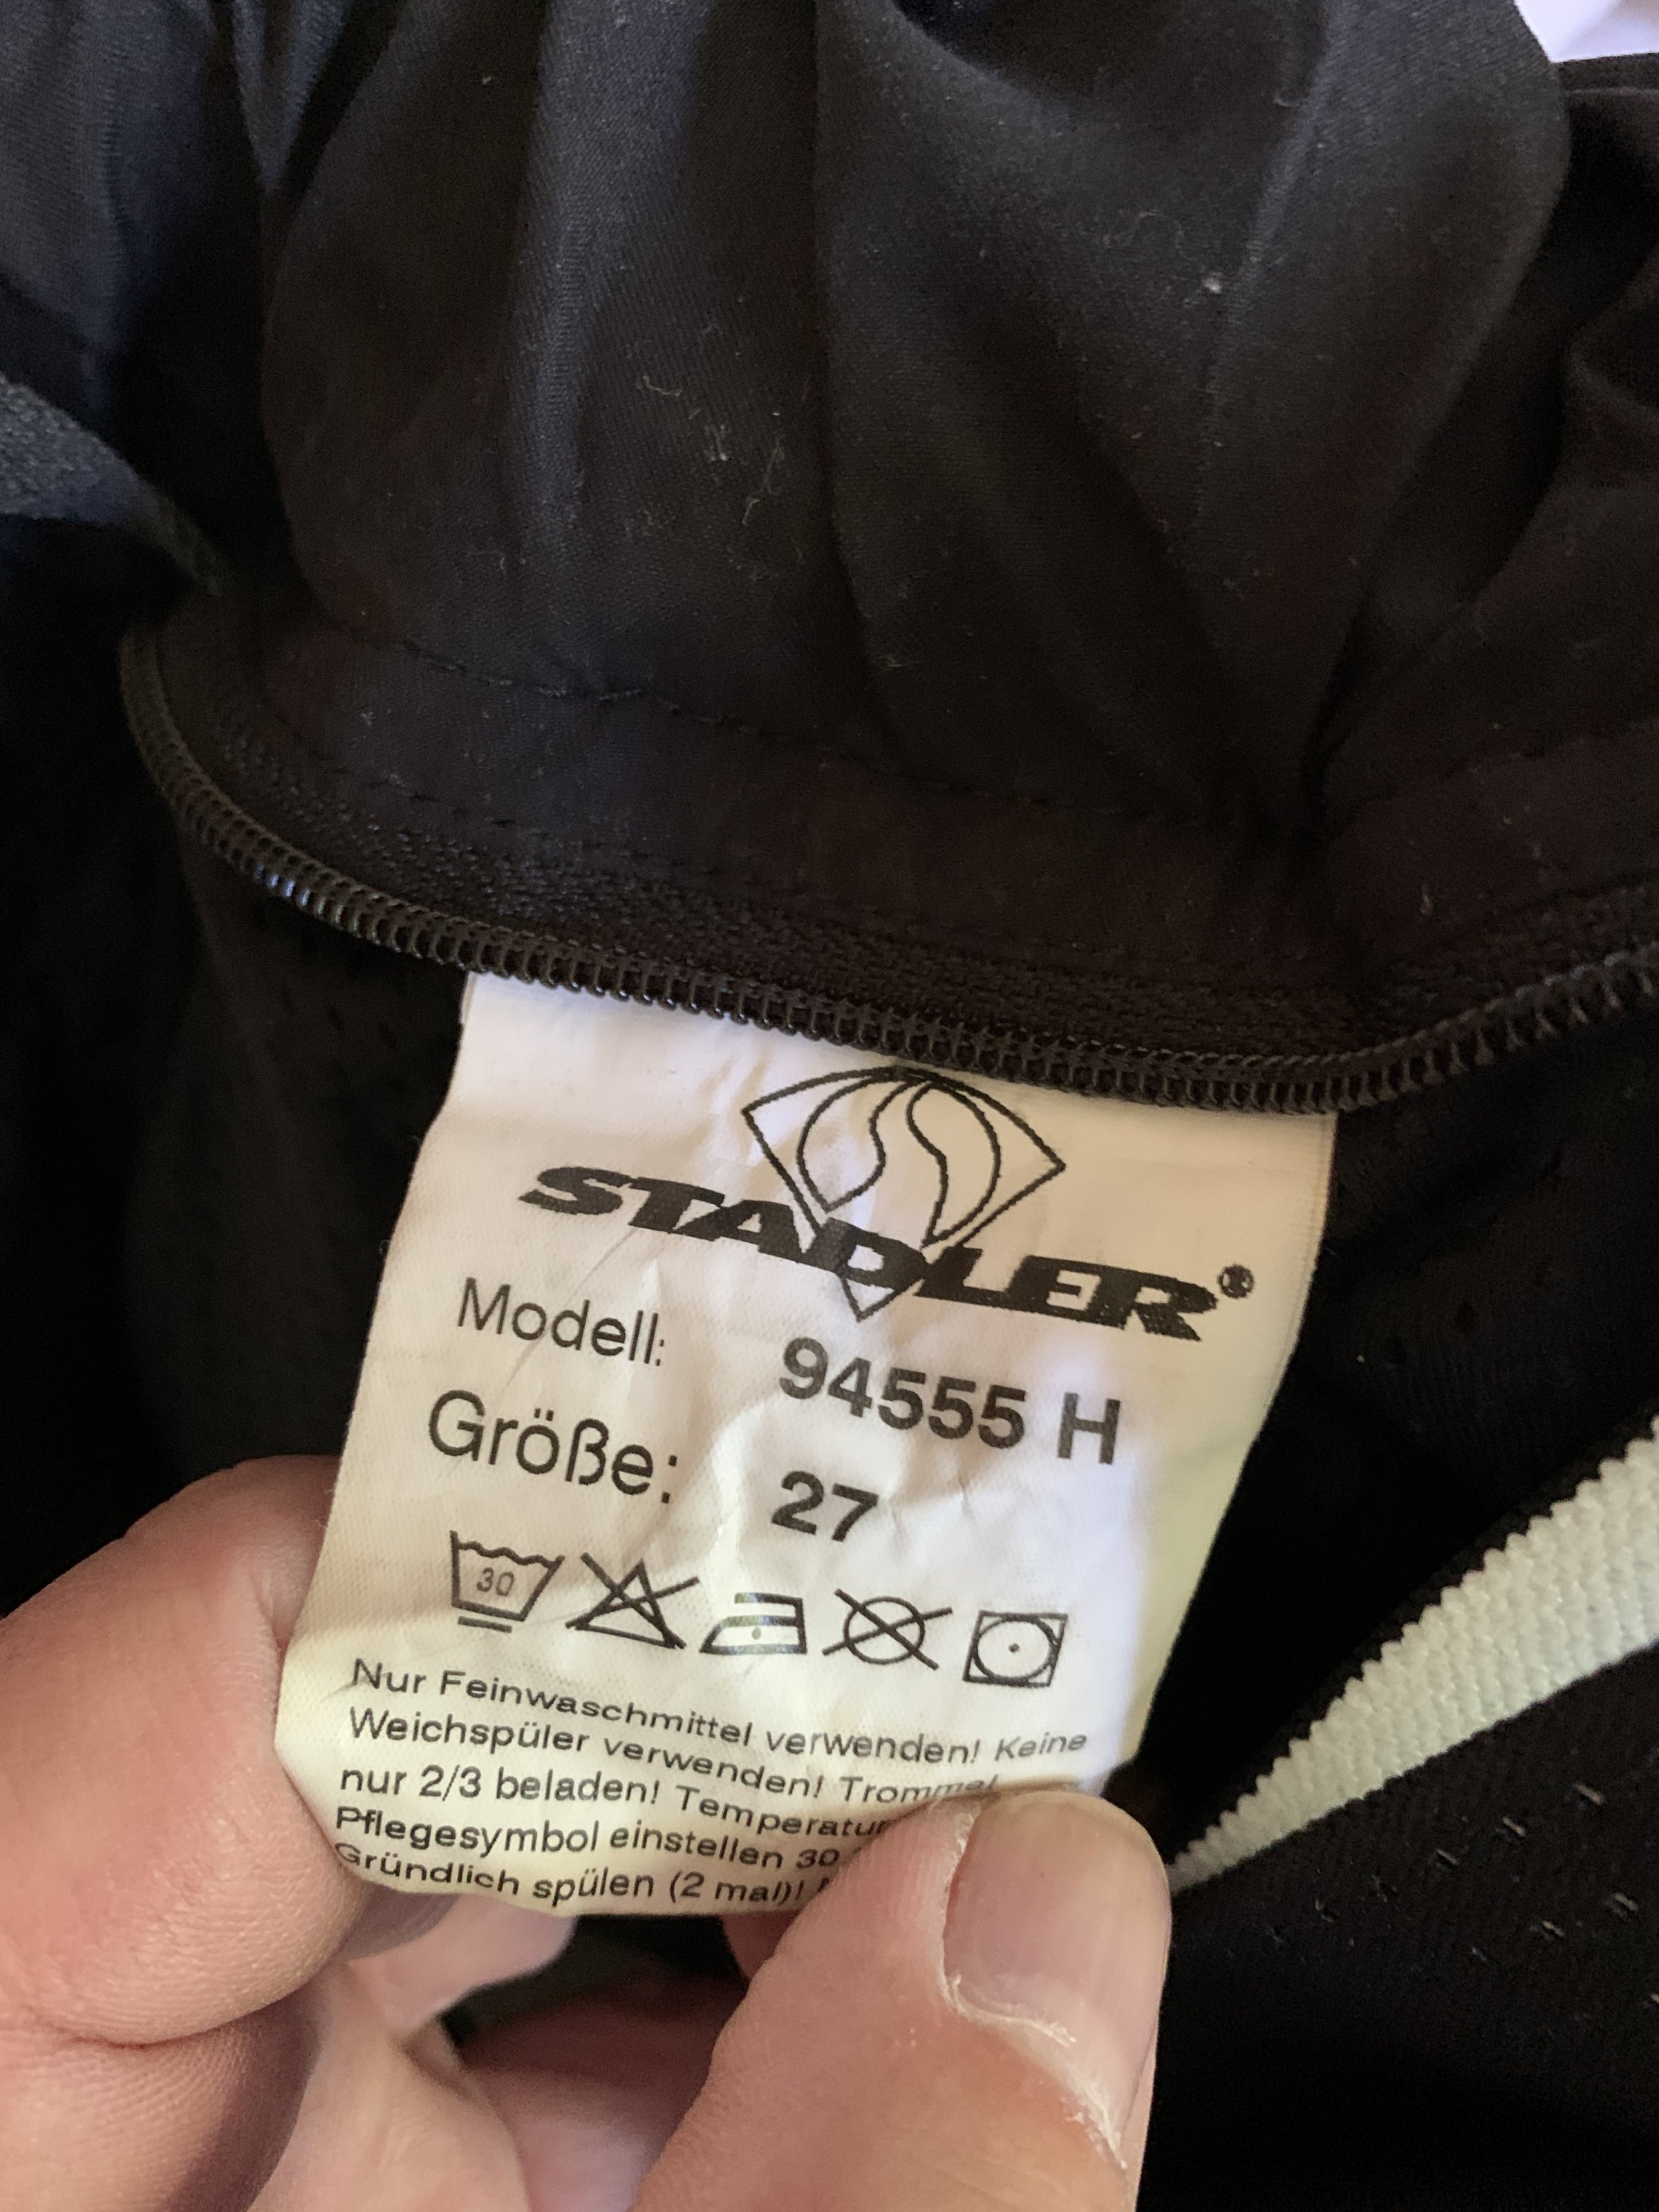 STADLER®
Modell: 94555 H
Größe: 27
30
Nur Feinwaschmittel verwenden! Keine
Weichspüler verwenden! Trommel
nur 2/3 beladen!
Pflegesymbol einstellen 30
Gründlich spülen (2 mal)!